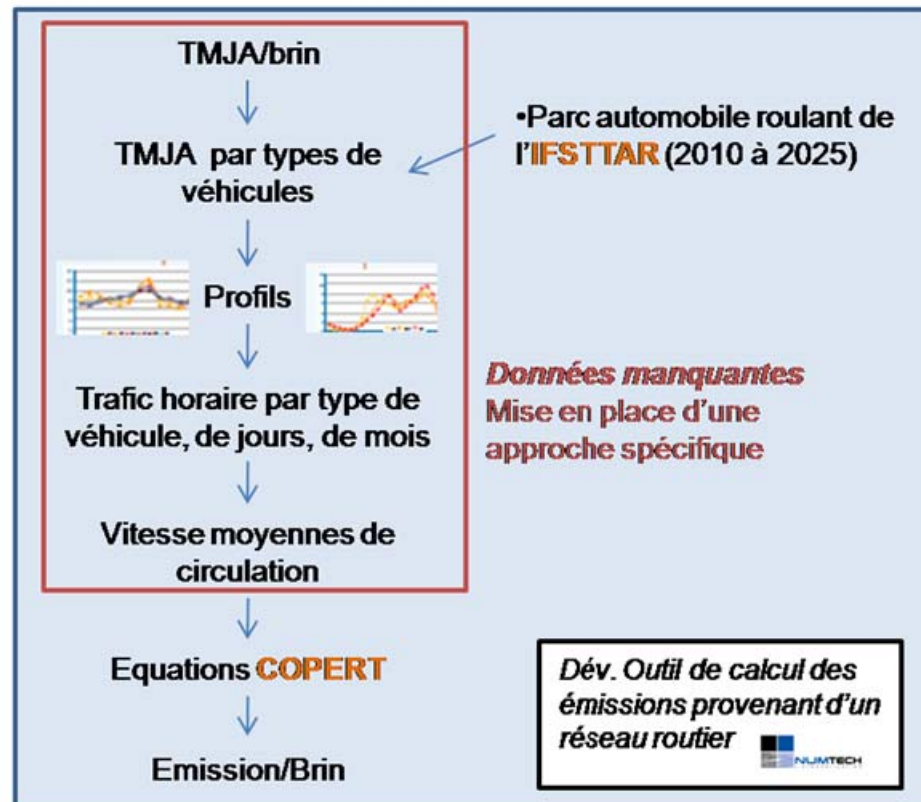 TMJA/brin
TMJA par types de
véhicules
•Parc automobile roulant de
l'IFSTTAR (2010 à 2025)
Profils
Trafic horaire par type de
véhicule, de jours, de mois
Données manquantes
Mise en place d'une
approche spécifique
Vitesse moyennes de
circulation
Equations COPERT
Emission/Brin
Dév. Outil de calcul des
émissions provenant d'un
réseau routier
NUMTECH